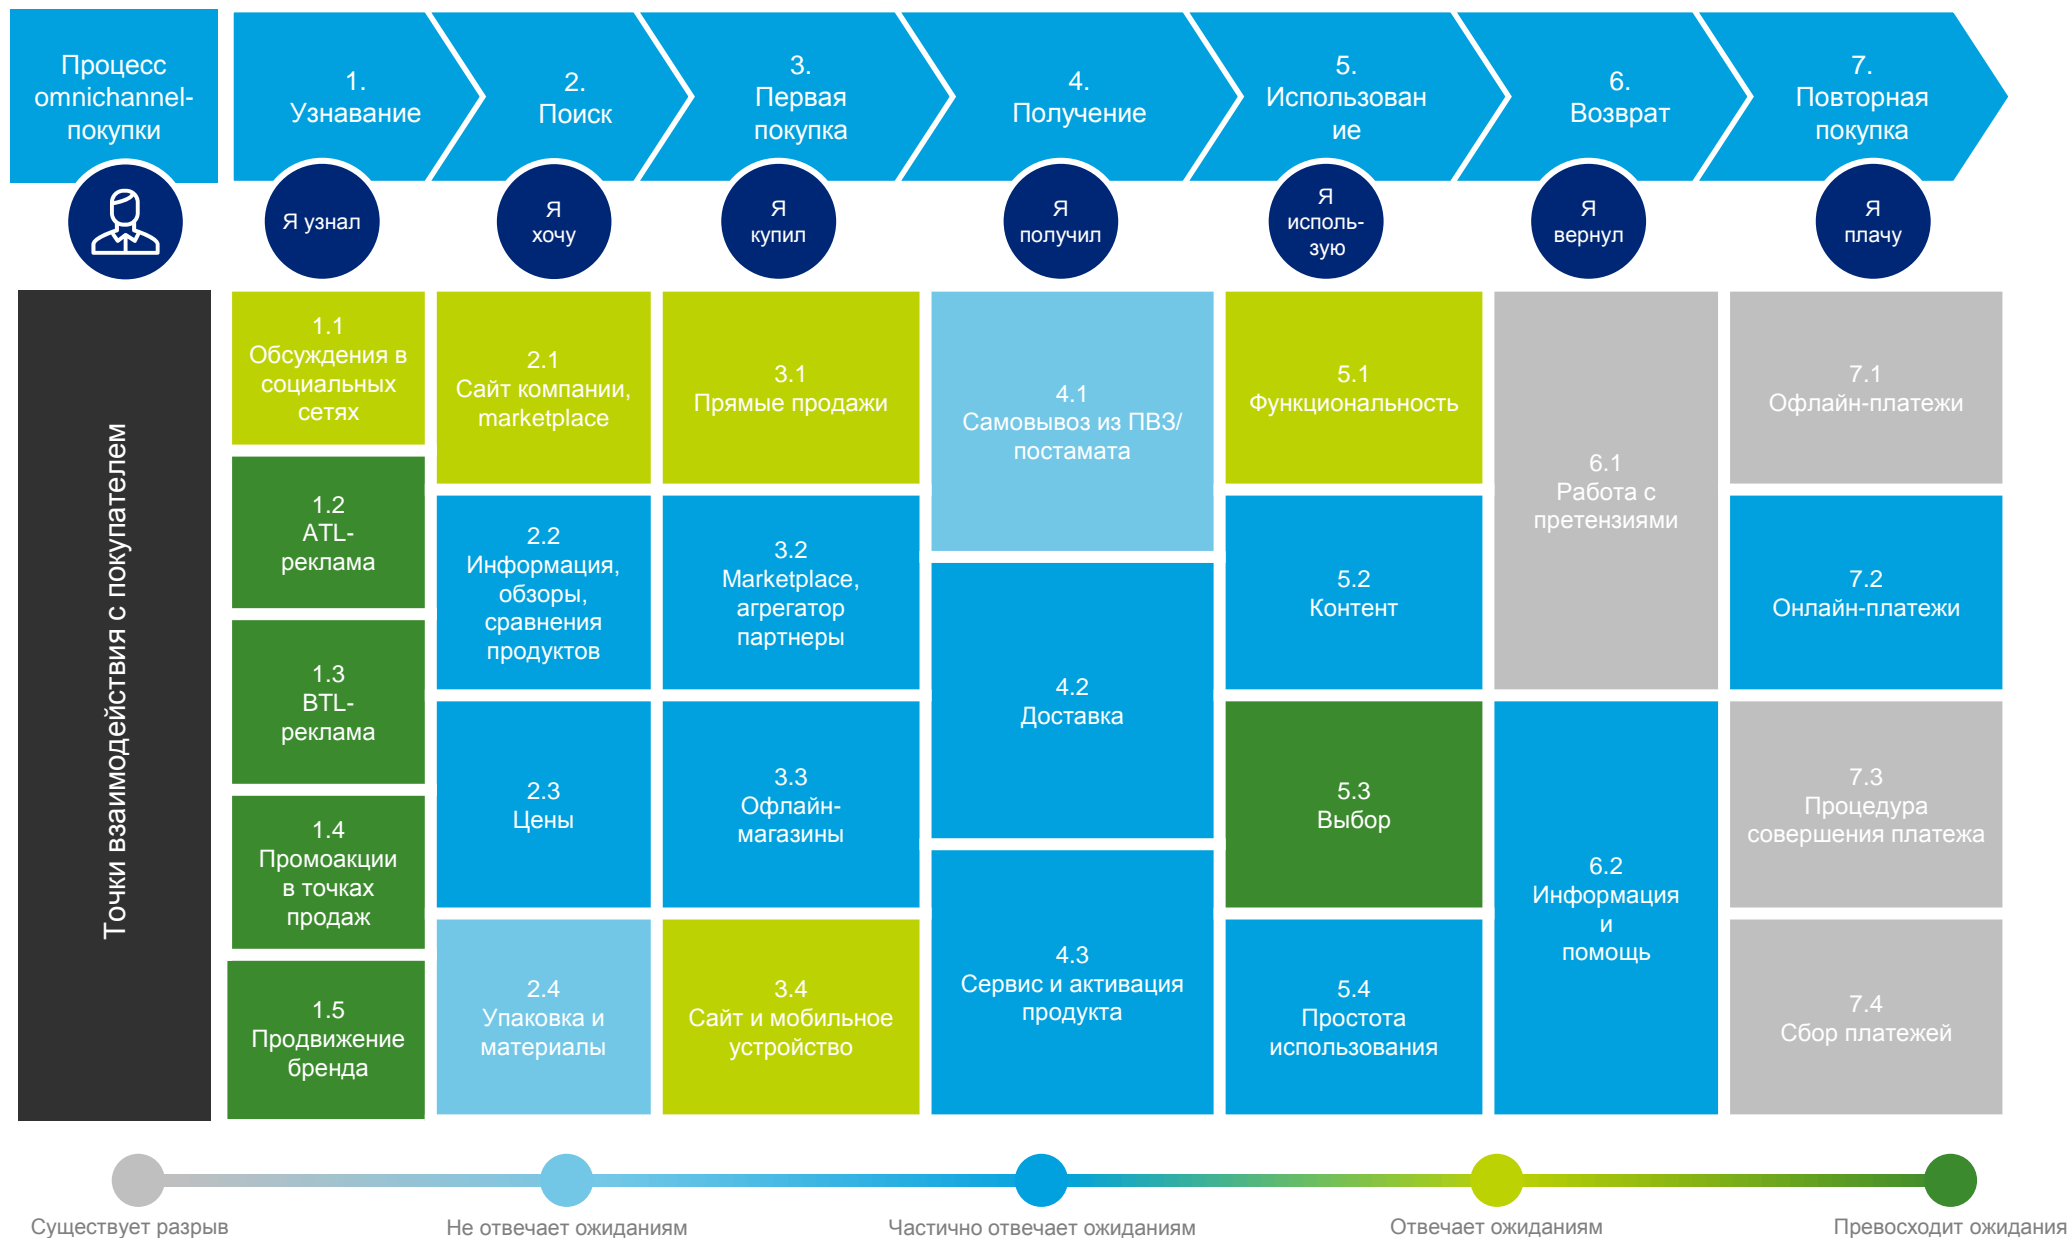 Процесс
omnichannel-
покупки
1.
Узнавание
2.
Поиск
3.
Первая
покупка
4.
Получение
5.
Использован
ие
6.
Возврат
7.
Повторная
покупка
Я узнал
Я
хочу
Я
купил
Я
получил
Я
исполь-
зую
Я
вернул
Я
плачу
Точки взаимодействия с покупателем
1.1
Обсуждения в
социальных
сетях
1.2
ATL-
реклама
1.3
BTL-
реклама
1.4
Промоакции
в точках
продаж
1.5
Продвижение
бренда
2.1
Сайт компании,
marketplace
2.2
Информация,
обзоры,
сравнения
продуктов
2.3
Цены
2.4
Упаковка и
материалы
3.1
Прямые продажи
3.2
Marketplace,
агрегатор
партнеры
3.3
Офлайн-
магазины
3.4
Сайт и мобильное
устройство
4.1
Самовывоз из ПВЗ/
постамата
4.2
Доставка
4.3
Сервис и активация
продукта
5.1
Функциональность
5.2
Контент
5.3
Выбор
5.4
Простота
использования
6.1
Работа с
претензиями
6.2
Информация
и
помощь
7.1
Офлайн-платежи
7.2
Онлайн-платежи
7.3
Процедура
совершения платежа
7.4
Сбор платежей
Существует разрыв
Не отвечает ожиданиям
Частично отвечает ожиданиям
Отвечает ожиданиям
Превосходит ожидания